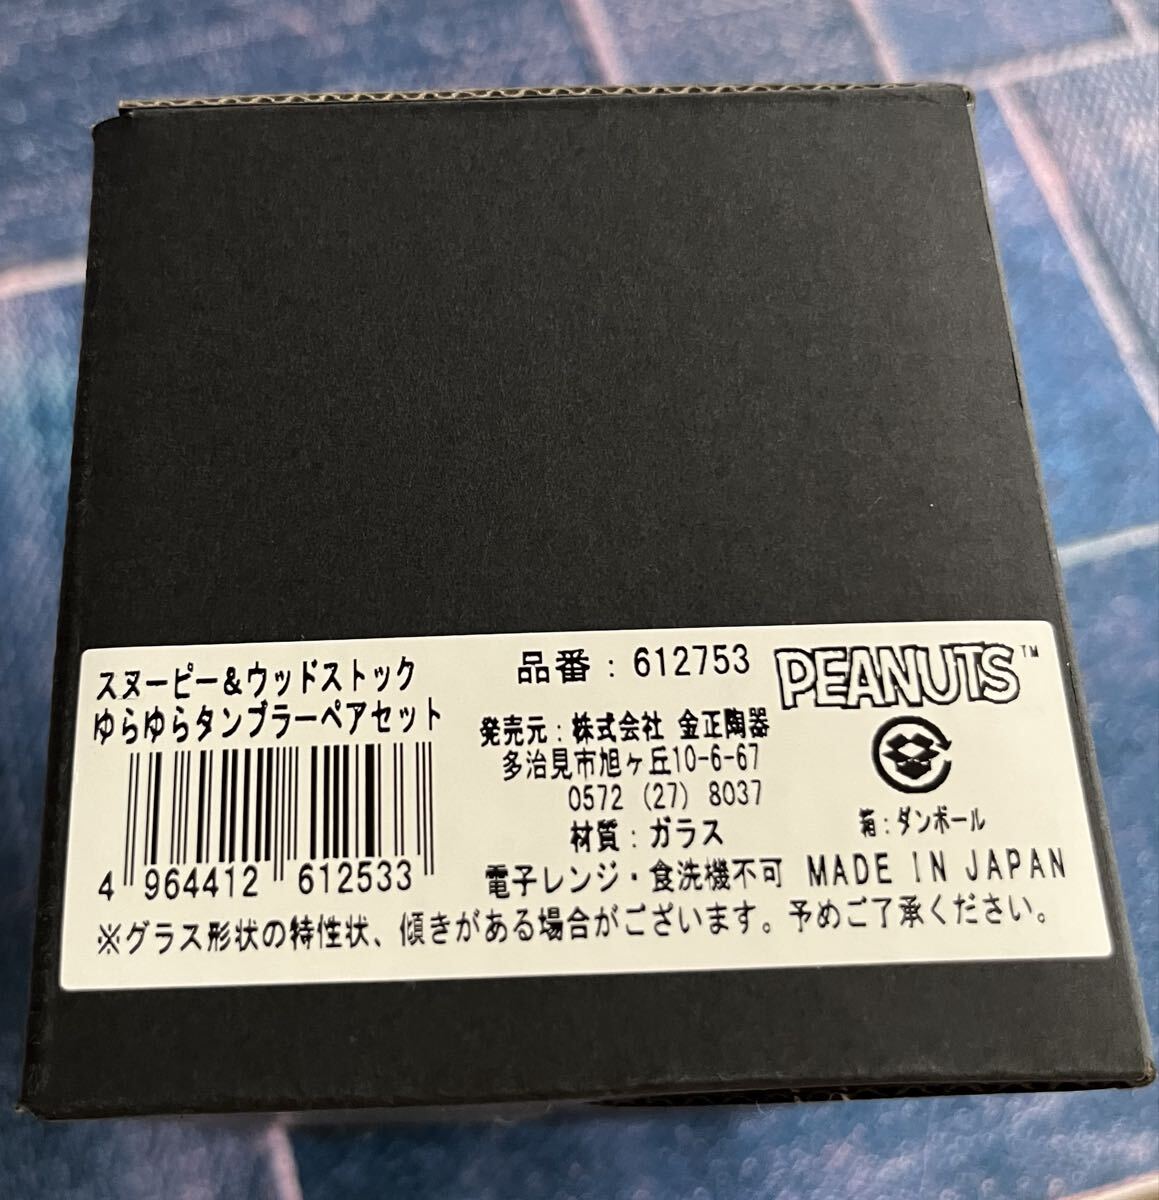 スヌーピー&ウッドストック
ゆらゆらタンブラーペアセット
4 964412 612533
品番：612753
発売元：株式会社 金正陶器
多治見市旭ヶ丘10-6-67
0572 (27) 8037
材質：ガラス
電子レンジ・食洗機不可 MADE IN JAPAN
PEANUTS™
箱：ダンボール
※グラス形状の特性状、傾きがある場合がございます。予めご了承ください。